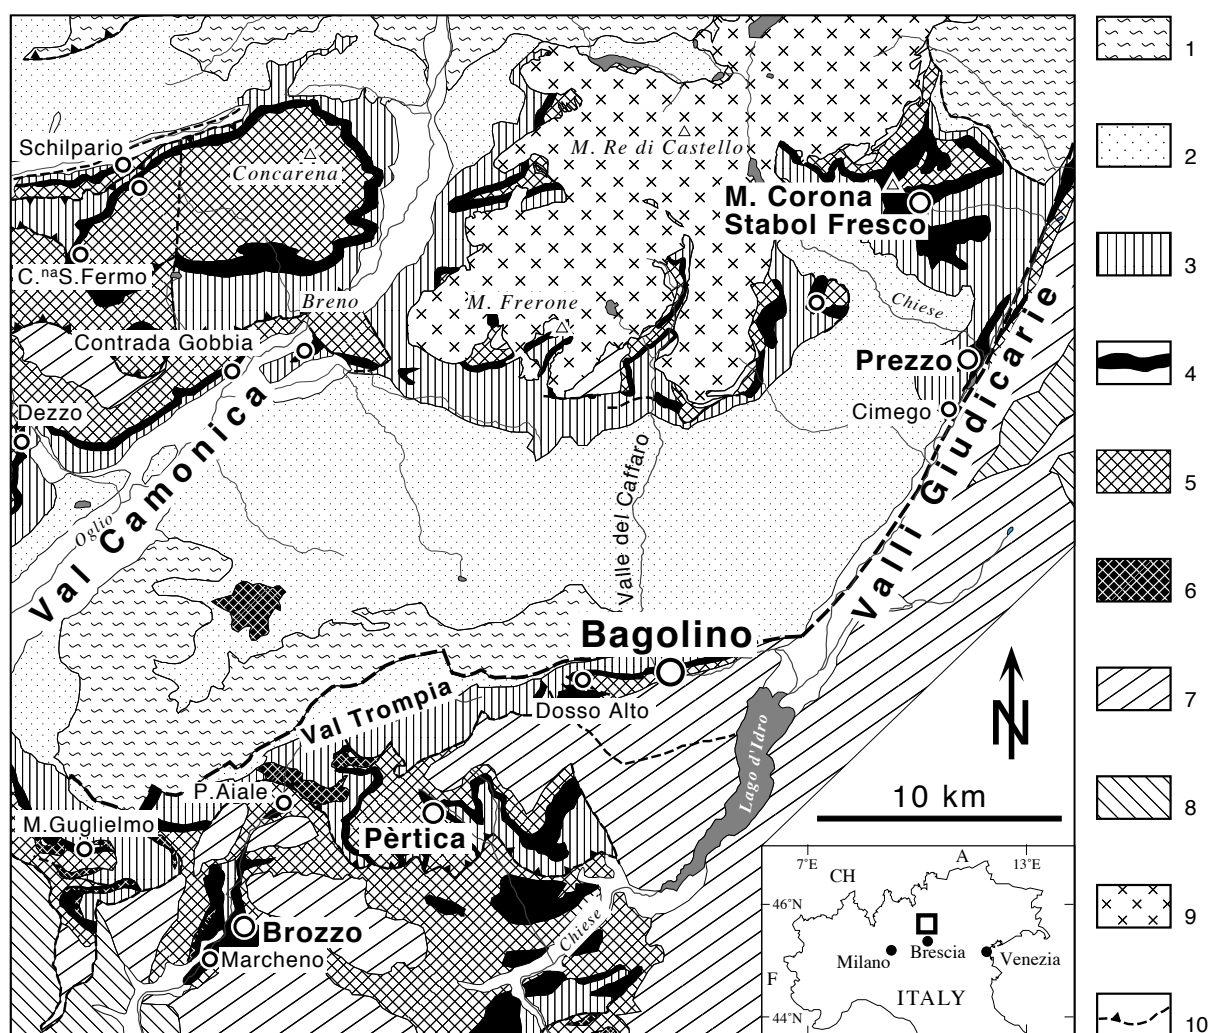 Schilpario
Concarena
M. Re di Castello
M. Corona
Stabol Fresco
C.na S.Fermo
Breno
M. Frerone
Chiese
Contrada Gobbia
Prezzo
Cimego
Dezzo
Val Camonica
Oglio
Valle del Caffaro
Valli Giudicarie
Bagolino
Dosso Alto
Val Trompia
Lago d'Idro
N
10 km
P.Aiale
M.Guglielmo
Pèrtica
Brozzo
Marcheno
Chiese
7°E
A
13°E
CH
46°N
Milano
Brescia
Venezia
F
ITALY
44°N
1
2
3
4
5
6
7
8
9
10